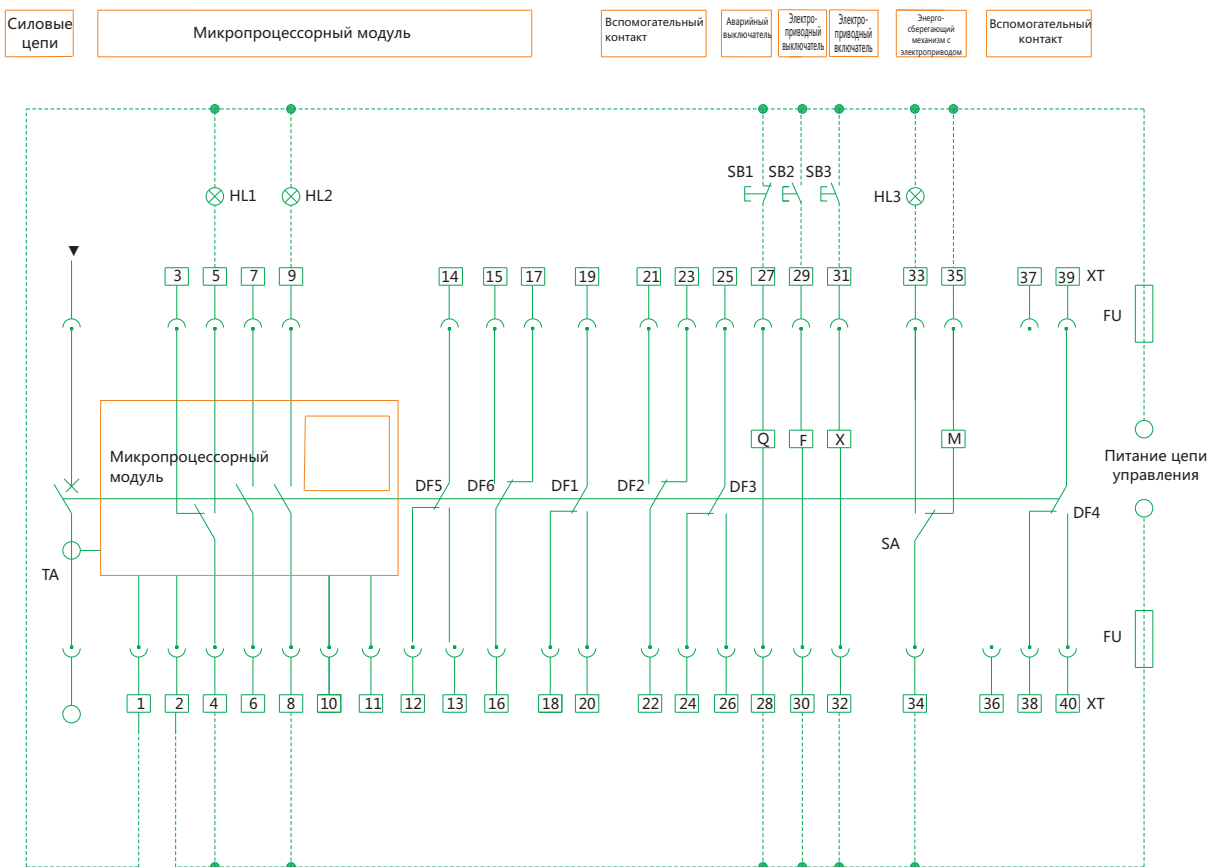 Силовые
цепи
Микропроцессорный модуль
Вспомогательный
контакт
Аварийный
выключатель
Электро-
приводный
выключатель
Электро-
приводный
включатель
Энерго-
сберегающий
механизм с
электроприводом
Вспомогательный
контакт
HL1
HL2
SB1
SB2
SB3
HL3
3
5
7
9
14
15
17
19
21
23
25
27
29
31
33
35
37
39
XT
FU
Q
F
X
M
Микропроцессорный
модуль
Питание цепи
управления
DF5
DF6
DF1
DF2
DF3
DF4
SA
TA
FU
1
2
4
6
8
10
11
12
13
16
18
20
22
24
26
28
30
32
34
36
38
40
XT